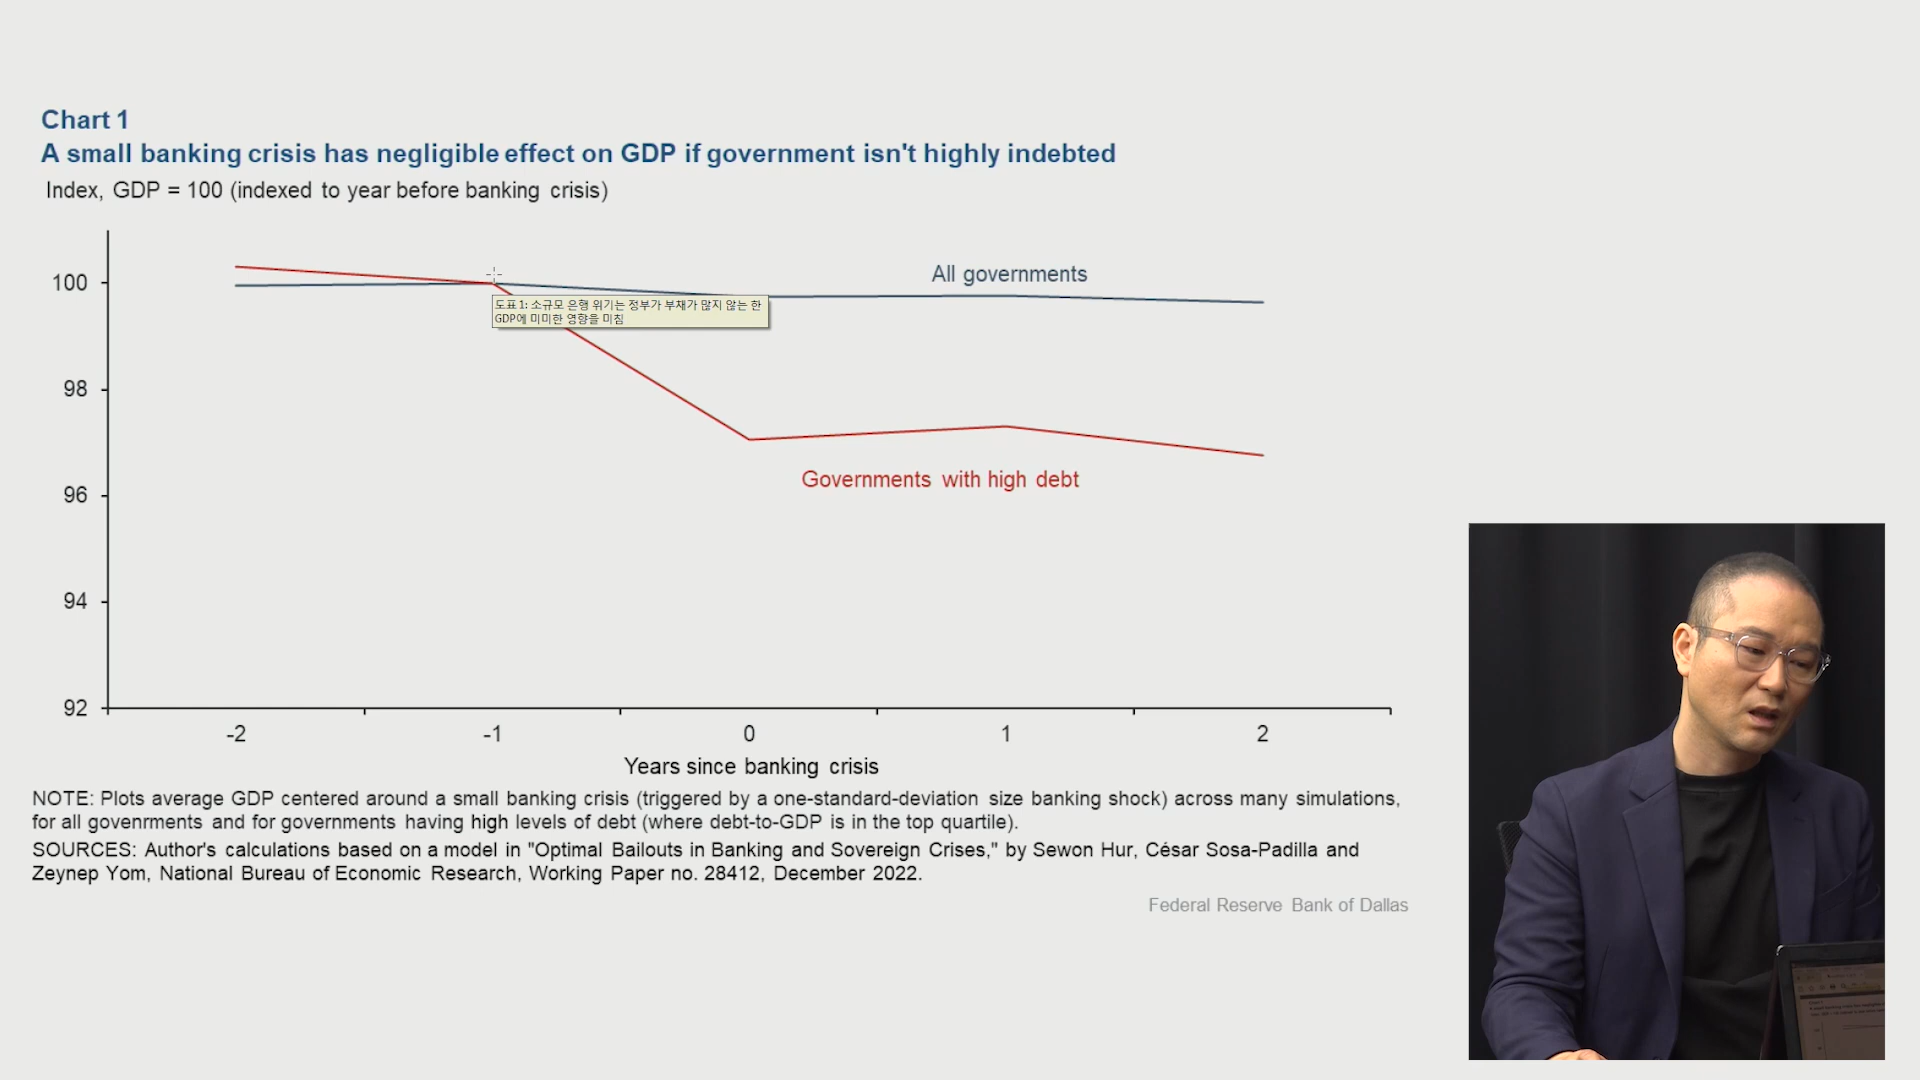 Chart 1
A small banking crisis has negligible effect on GDP if government isn't highly indebted
Index, GDP = 100 (indexed to year before banking crisis)
100
98
96
94
92
All governments
도표 1: 소규모 은행 위기는 정부가 부채가 많지 않는 한
GDP에 미미한 영향을 미침
Governments with high debt
-2 -1 0 1 2
Years since banking crisis
NOTE: Plots average GDP centered around a small banking crisis (triggered by a one-standard-deviation size banking shock) across many simulations,
for all govenrments and for governments having high levels of debt (where debt-to-GDP is in the top quartile).
SOURCES: Author's calculations based on a model in "Optimal Bailouts in Banking and Sovereign Crises," by Sewon Hur, César Sosa-Padilla and
Zeynep Yom, National Bureau of Economic Research, Working Paper no. 28412, December 2022.
Federal Reserve Bank of Dallas